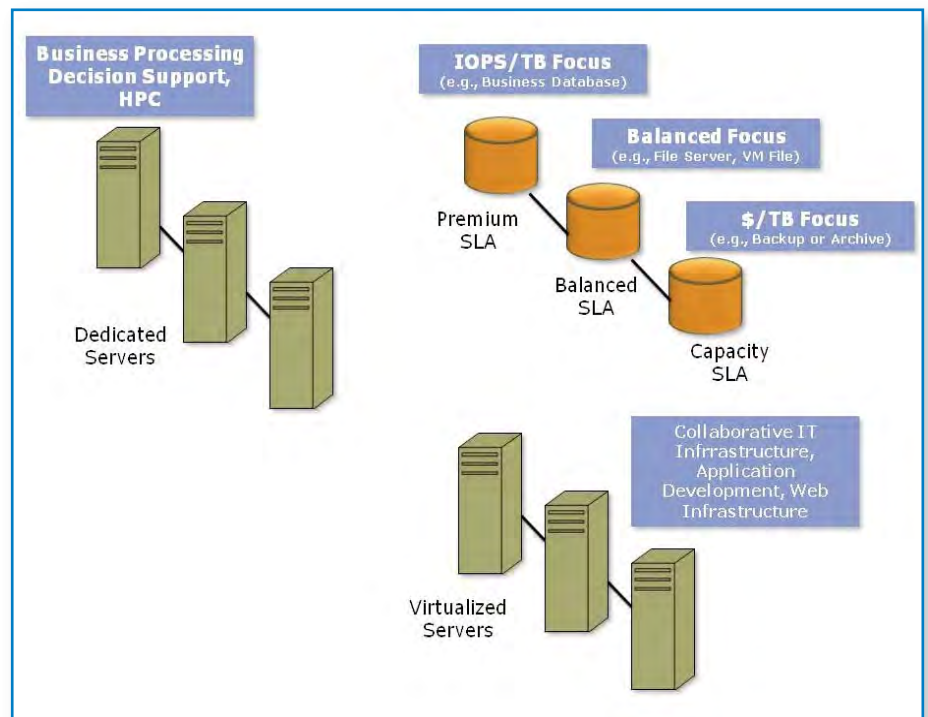 Business Processing
Decision Support,
HPC
Dedicated
Servers
IOPS/TB Focus
(e.g., Business Database)
Balanced Focus
(e.g., File Server, VM File)
$/TB Focus
(e.g., Backup or Archive)
Premium
SLA
Balanced
SLA
Capacity
SLA
Collaborative IT
Infrrastructure,
Application
Development, Web
Infrastructure
Virtualized
Servers